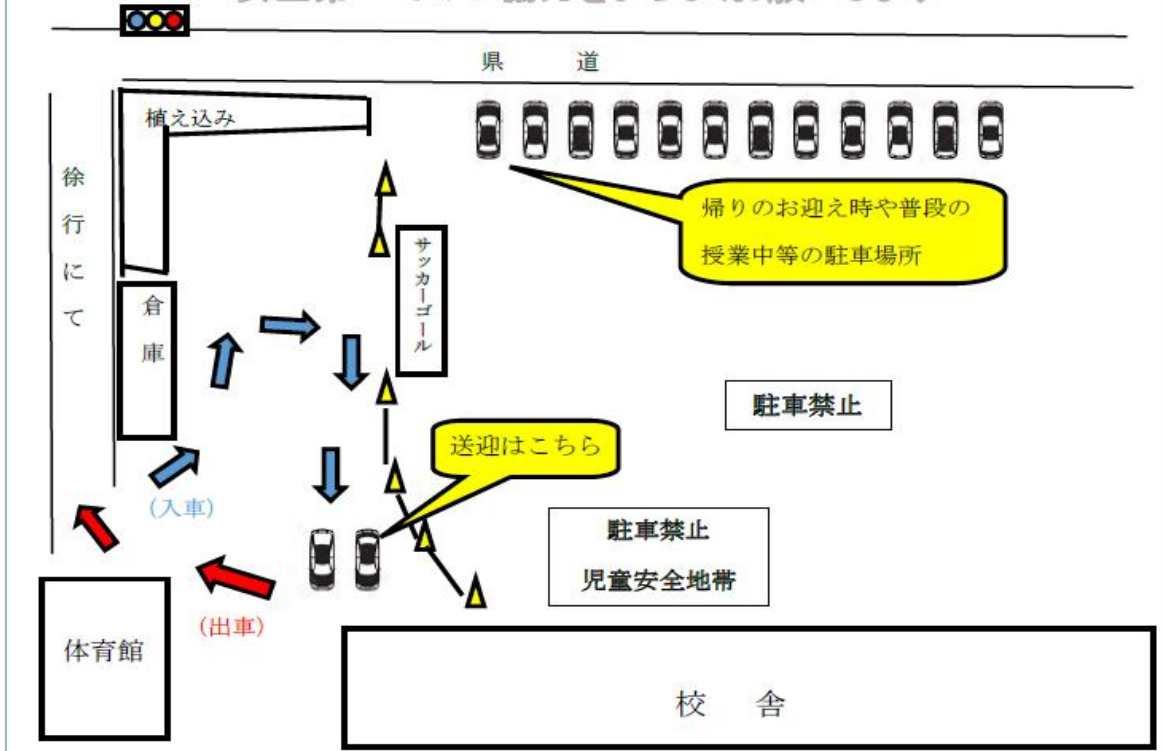 県 道
植え込み
徐行にて
帰りのお迎え時や普段の
授業中等の駐車場所
サッカーゴール
倉庫
駐車禁止
送迎はこちら
(入車)
駐車禁止
児童安全地帯
(出車)
体育館
校 舎